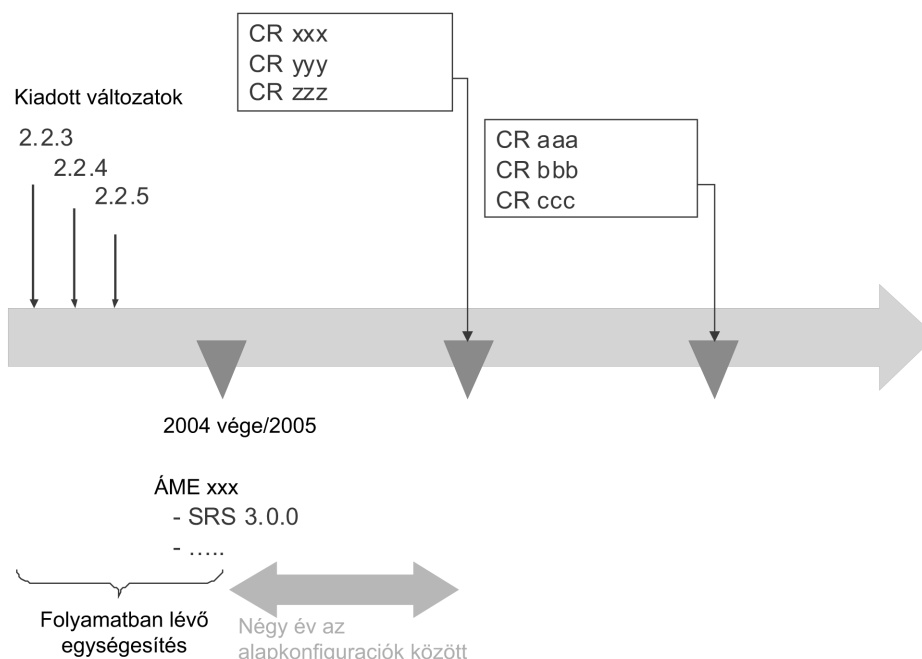 CR xxx
CR yyy
CR zzz
Kiadott változatok
2.2.3
2.2.4
2.2.5
CR aaa
CR bbb
CR ccc
2004 vége/2005
ÁME xxx
- SRS 3.0.0
- .....
Folyamatban lévő
egységesítés
Négy év az
alapkonfiguraciók között